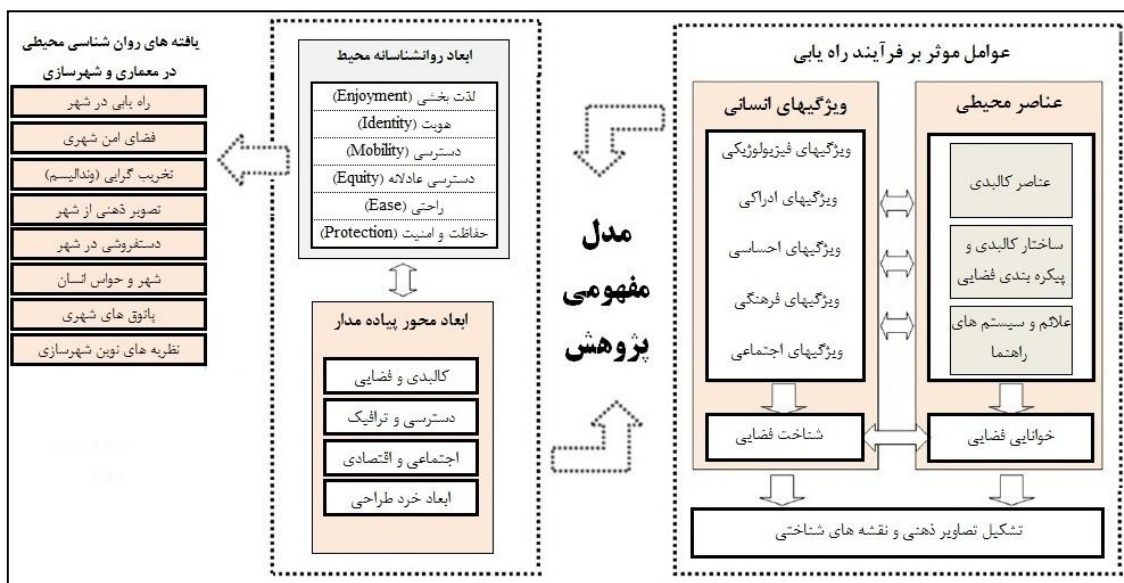 عوامل موثر بر فرآیند راه یابی
عناصر محیطی
عناصر کالبدی
ساختار کالبدی و
پیکره بندی فضایی
علائم و سیستم های
راهنما
خوانایی فضایی
ویژگیهای انسانی
ویژگیهای فیزیولوژیکی
ویژگیهای ادراکی
ویژگیهای احساسی
ویژگیهای فرهنگی
ویژگیهای اجتماعی
شناخت فضایی
تشکیل تصاویر ذهنی و نقشه های شناختی
مدل
مفهومی
پژوهش
ابعاد روانشناسانه محیط
لذت بخشی (Enjoyment)
هویت (Identity)
دسترسی (Mobility)
دسترسی عادلانه (Equity)
راحتی (Ease)
حفاظت و امنیت (Protection)
ابعاد محور پیاده مدار
کالبدی و فضایی
دسترسی و ترافیک
اجتماعی و اقتصادی
ابعاد خرد طراحی
یافته های روان شناسی محیطی
در معماری و شهرسازی
راه یابی در شهر
فضای امن شهری
تخریب گرایی (وندالیسم)
تصویر ذهنی از شهر
دستفروشی در شهر
شهر و حواس انسان
پاتوق های شهری
نظریه های نوین شهرسازی